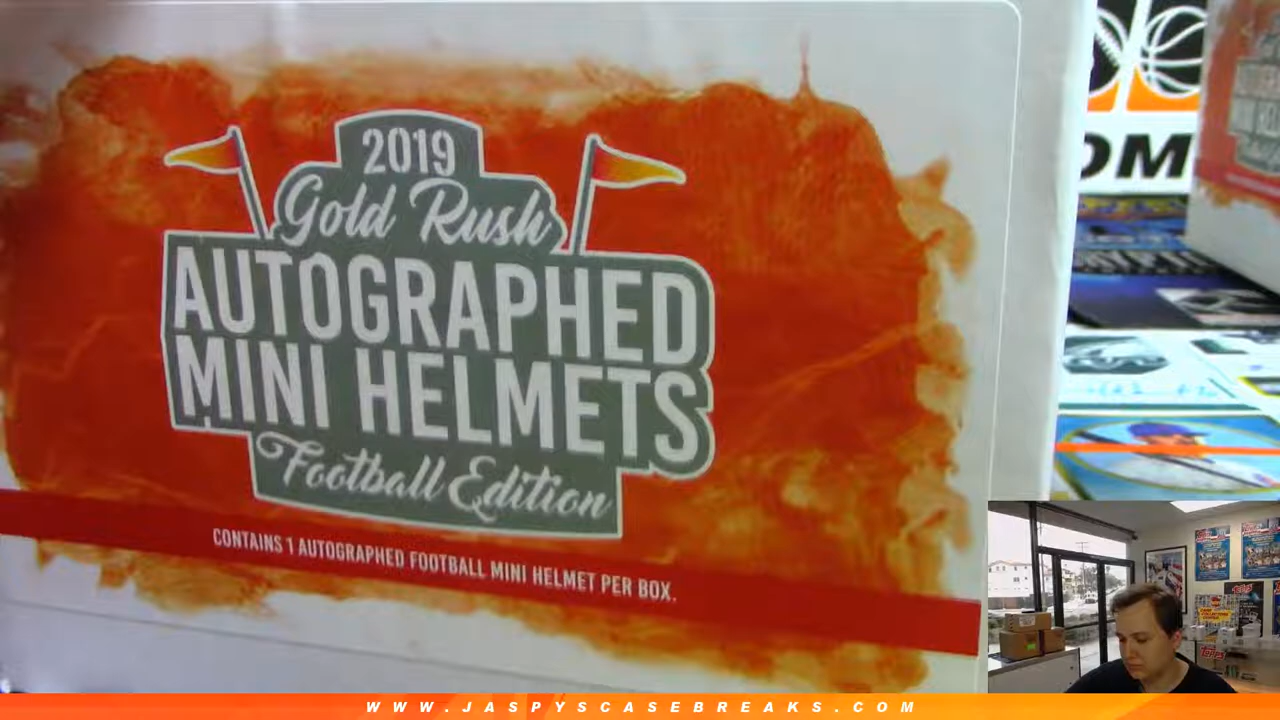 2019
Gold Rush
AUTOGRAPHED
MINI HELMETS
Football Edition
CONTAINS 1 AUTOGRAPHED FOOTBALL MINI HELMET PER BOX.
OM
Topps
WWW.JASPYSCASEBREAKS.COM